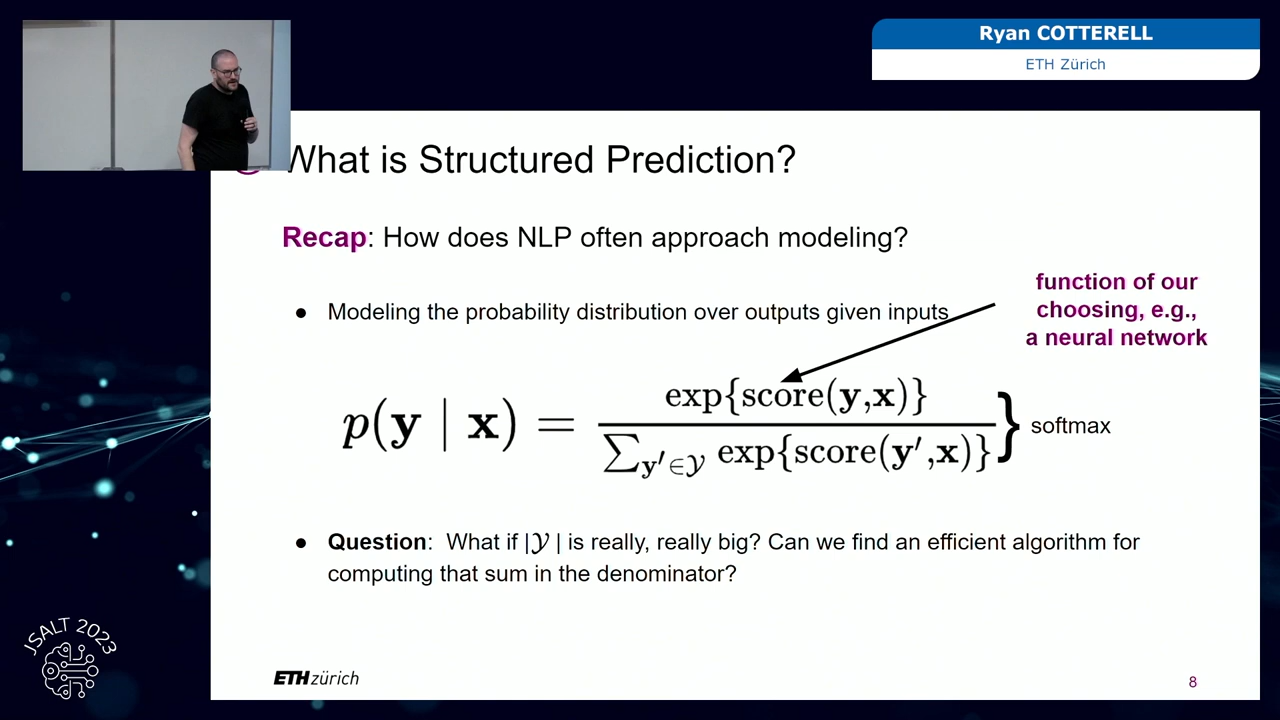 Ryan COTTERELL
ETH Zürich
What is Structured Prediction?
Recap: How does NLP often approach modeling?
function of our
choosing, e.g.,
a neural network
● Modeling the probability distribution over outputs given inputs
p(y | x) = exp{score(y,x)} / ∑y′∈𝒴 exp{score(y′,x)} } softmax
● Question: What if |𝒴| is really, really big? Can we find an efficient algorithm for
computing that sum in the denominator?
JSALT 2023
ETH zürich
8